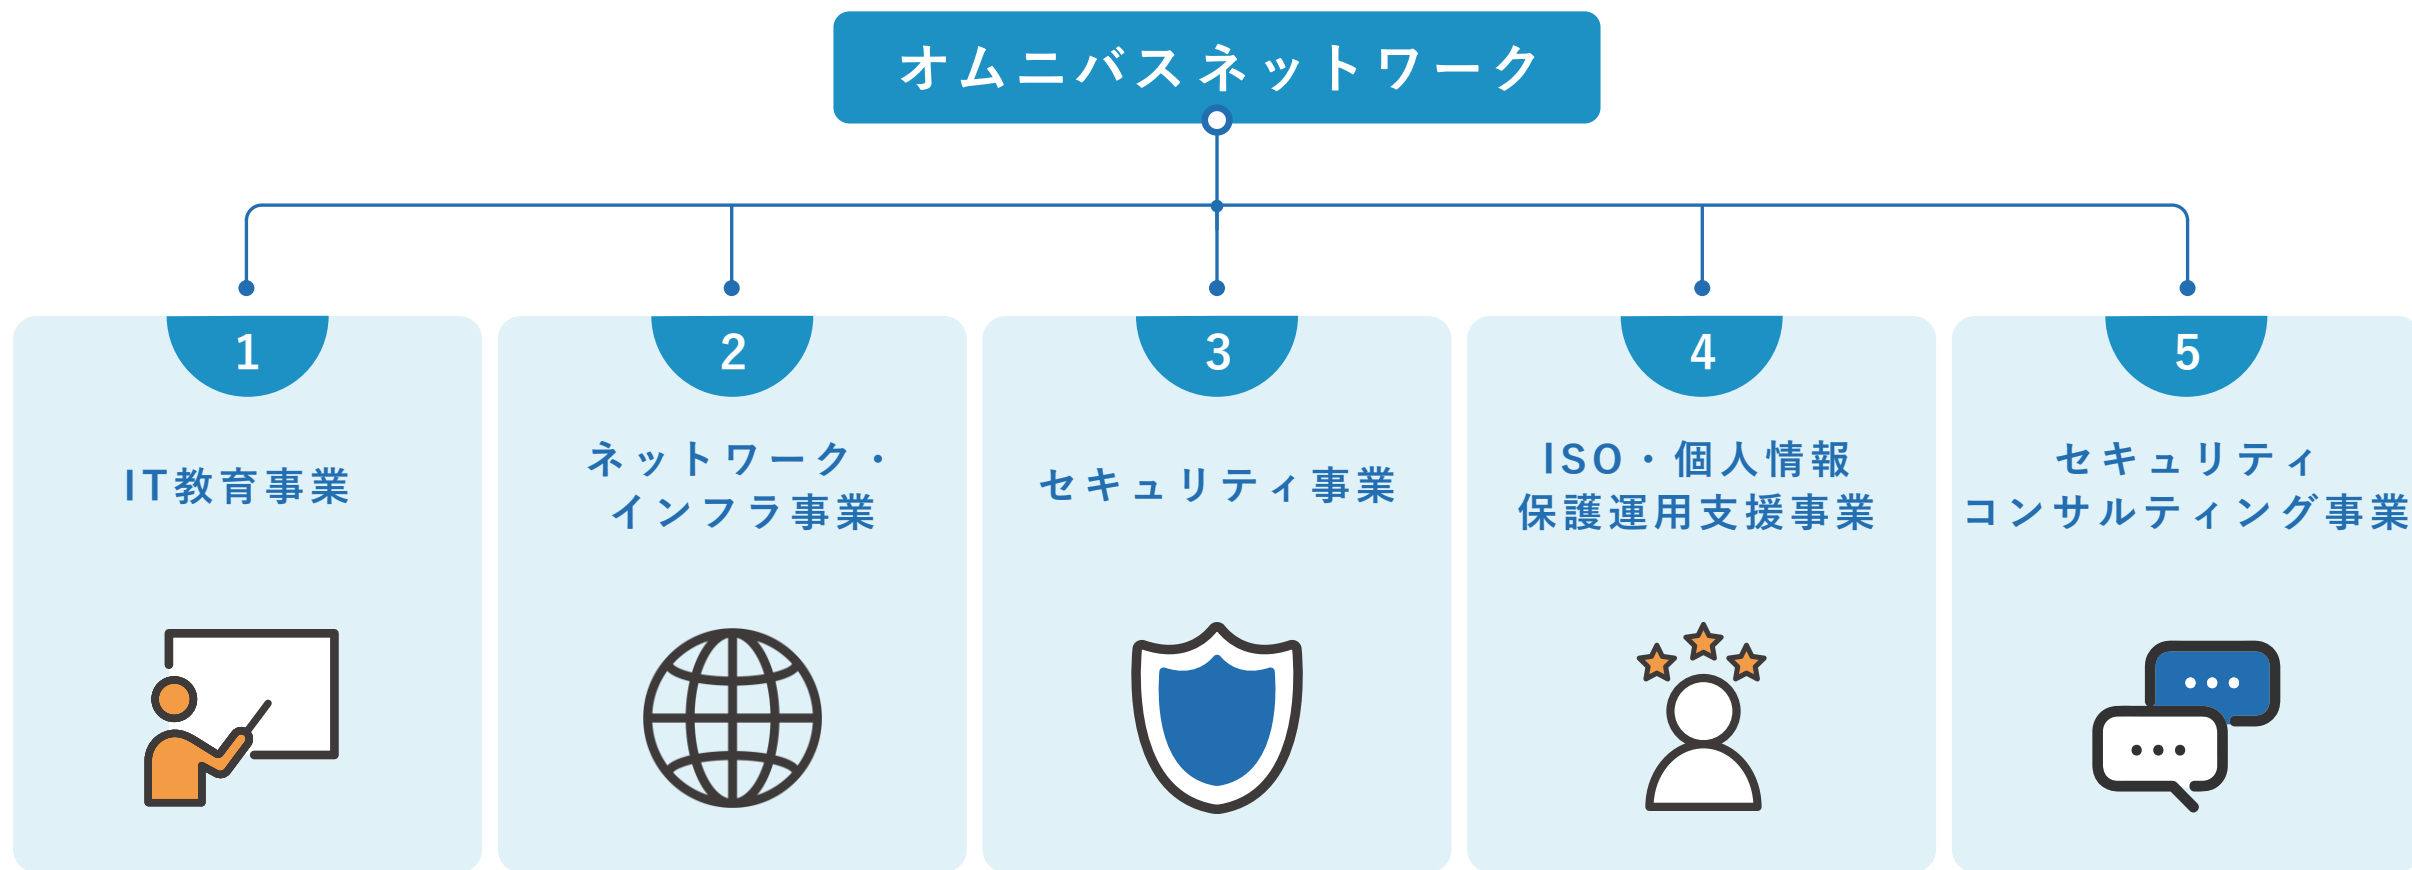 オムニバスネットワーク
1
IT教育事業
2
ネットワーク・
インフラ事業
3
セキュリティ事業
4
ISO・個人情報
保護運用支援事業
5
セキュリティ
コンサルティング事業